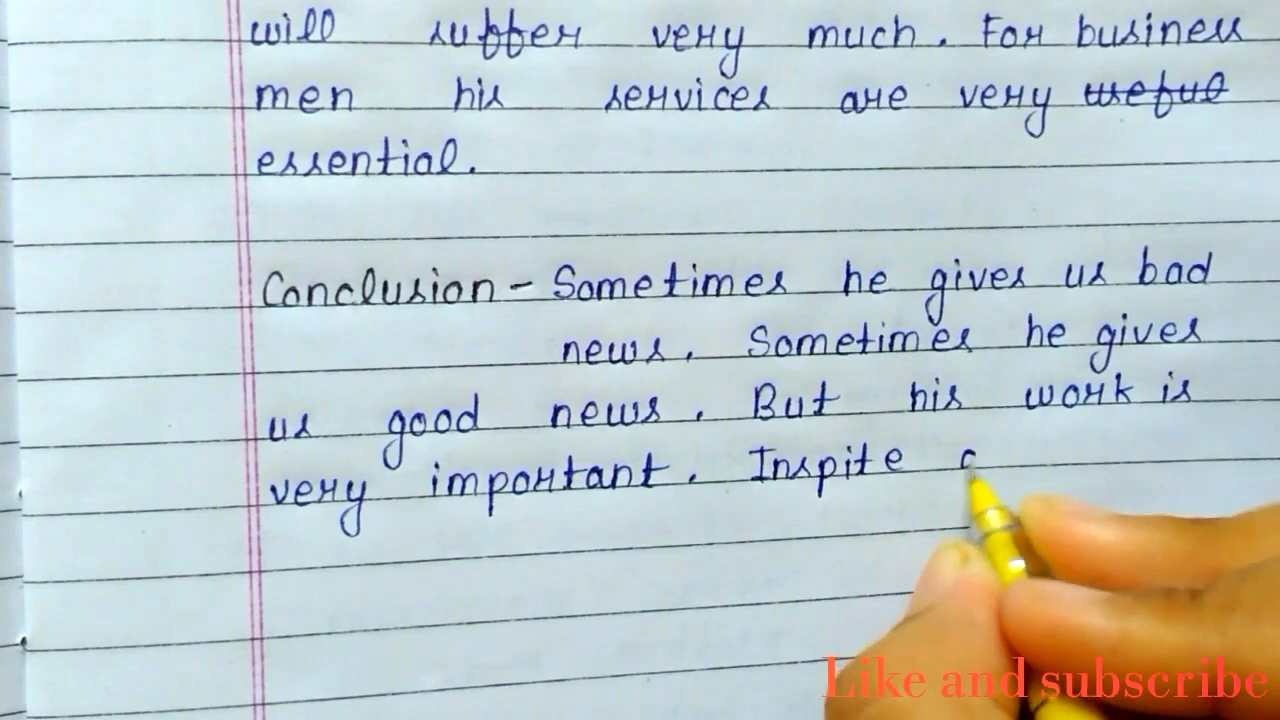 will suffer very much. For business
men his services are very useful
essential.
Conclusion - Sometimes he gives us bad
news. Sometimes he gives
us good news. But his work is
very important. Inspite o
Like and subscribe